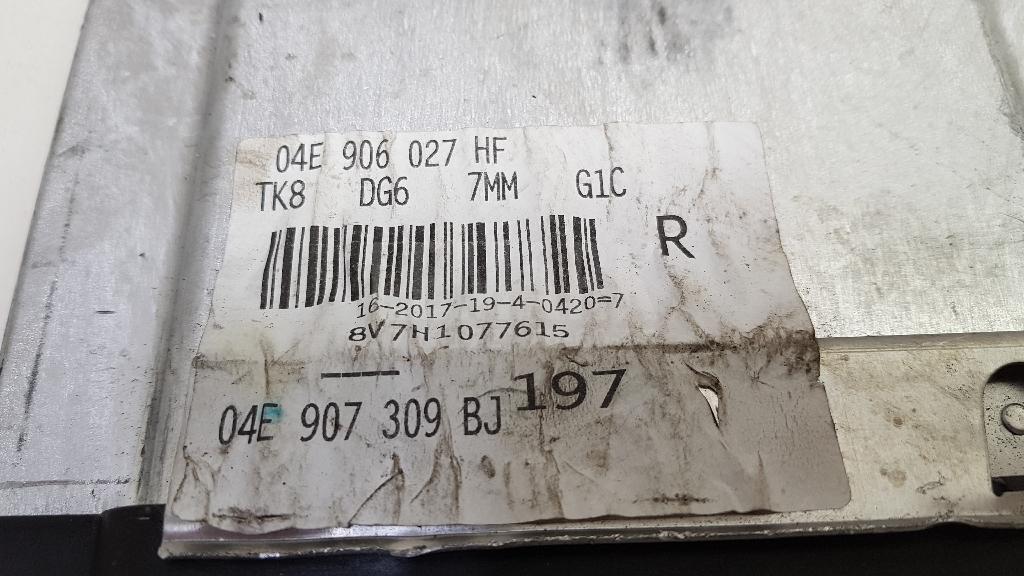 04E 906 027 HF
TK8 DG6 7MM G1C
R
16-2017-19-4-0420=7
8V7H1077615
197
04E 907 309 BJ